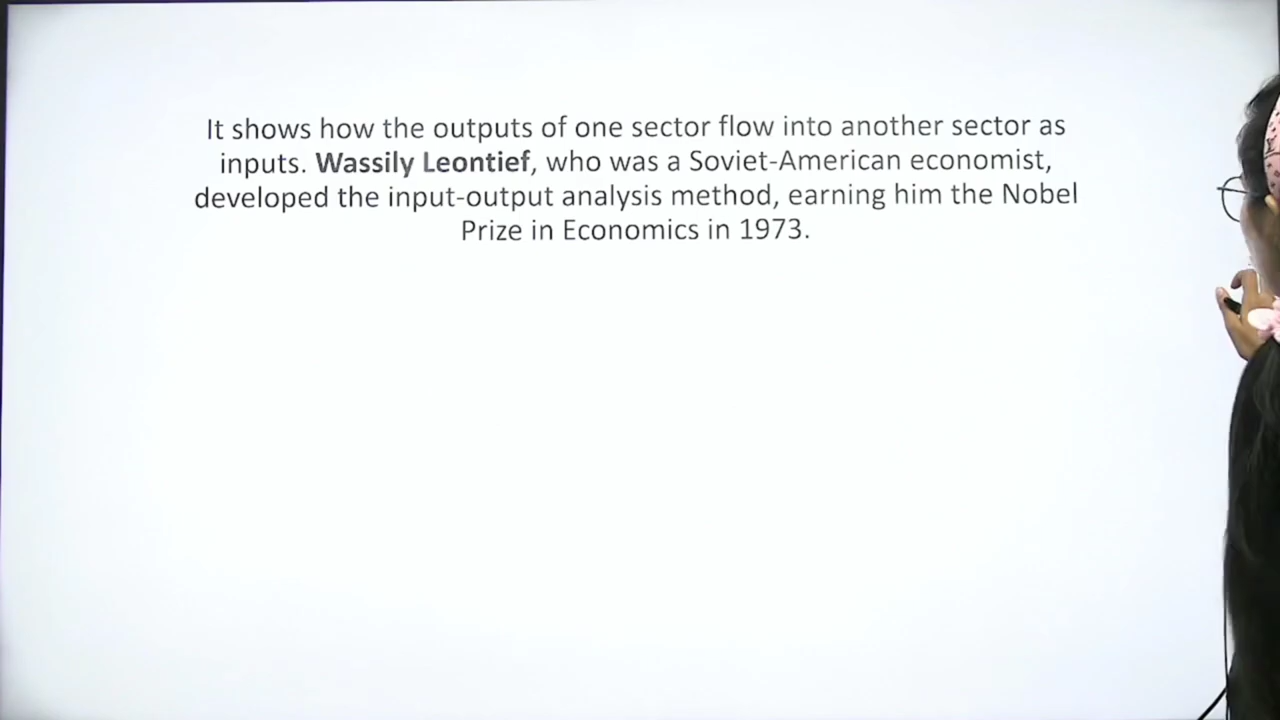 It shows how the outputs of one sector flow into another sector as
inputs. Wassily Leontief, who was a Soviet-American economist,
developed the input-output analysis method, earning him the Nobel
Prize in Economics in 1973.